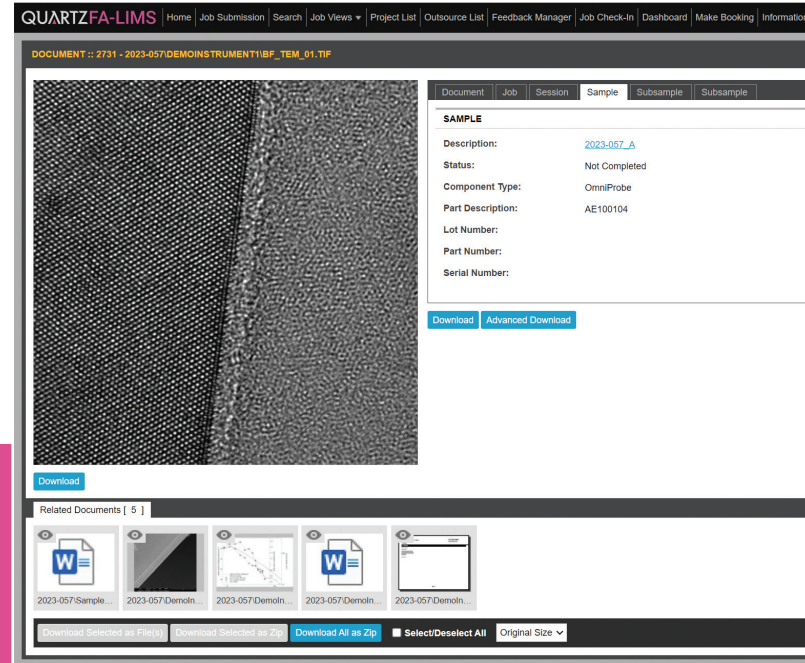 QUARTZFA-LIMS Home Job Submission Search Job Views Project List Outsource List Feedback Manager Job Check-In Dashboard Make Booking Information
DOCUMENT :: 2731 - 2023-057\DEMOINSTRUMENT1\BF_TEM_01.TIF
Document Job Session Sample Subsample Subsample
SAMPLE
Description: 2023-057_A
Status: Not Completed
Component Type: OmniProbe
Part Description: AE100104
Lot Number:
Part Number:
Serial Number:
Download Advanced Download
Download
Related Documents [ 5 ]
2023-057\Sample... 2023-057\DemoIn... 2023-057\DemoIn... 2023-057\DemoIn... 2023-057\DemoIn...
Download Selected as File(s) Download Selected as Zip Download All as Zip Select/Deselect All Original Size